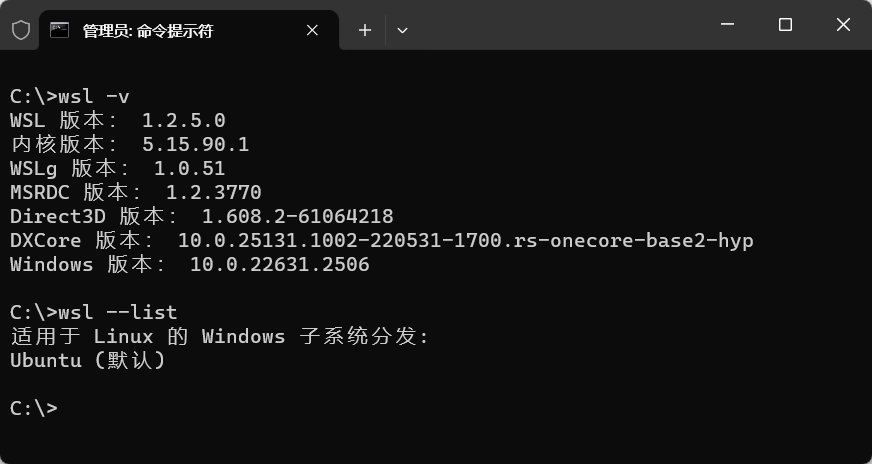 管理员: 命令提示符
C:\>wsl -v
WSL 版本: 1.2.5.0
内核版本: 5.15.90.1
WSLg 版本: 1.0.51
MSRDC 版本: 1.2.3770
Direct3D 版本: 1.608.2-61064218
DXCore 版本: 10.0.25131.1002-220531-1700.rs-onecore-base2-hyp
Windows 版本: 10.0.22631.2506
C:\>wsl --list
适用于 Linux 的 Windows 子系统分发:
Ubuntu (默认)
C:\>